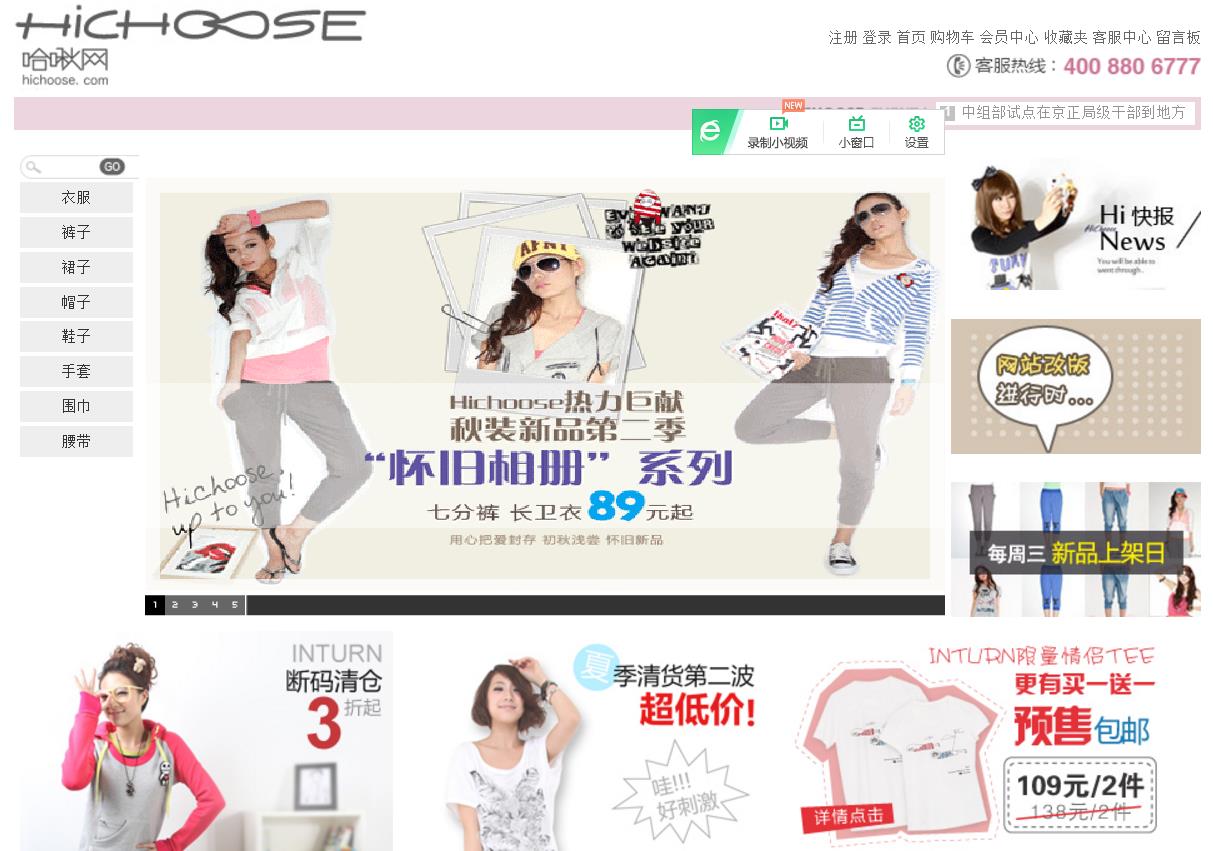 HiCHOOSE
哈啾网
hichoose. com
注册 登录 首页 购物车 会员中心 收藏夹 客服中心 留言板
客服热线：400 880 6777
1 中组部试点在京正局级干部到地方
NEW
录制小视频 小窗口 设置
GO
衣服
裤子
裙子
帽子
鞋子
手套
围巾
腰带
EVER WANT
to see your
website
AGAIN!
Hichoose热力巨献
秋装新品第二季
“怀旧相册” 系列
七分裤 长卫衣 89元起
用心把爱封存 初秋浅尝 怀旧新品
Hichoose
up to you!
1 2 3 4 5
Hi 快报
HiChoose
News
You will be able to
went through..
网站改版
进行时...
每周三 新品上架日
INTURN
断码清仓
3折起
夏季清货第二波
超低价!
哇!!!
好刺激
INTURN限量情侣TEE
更有买一送一
预售包邮
109元/2件
138元/2件
详情点击